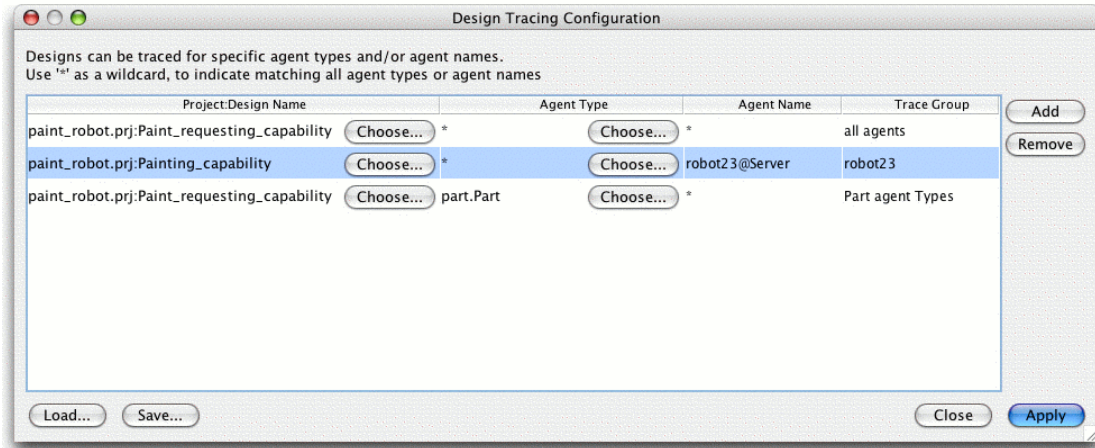 Design Tracing Configuration
Designs can be traced for specific agent types and/or agent names.
Use '*' as a wildcard, to indicate matching all agent types or agent names
Project:Design Name Agent Type Agent Name Trace Group
paint_robot.prj:Paint_requesting_capability Choose... * Choose... * all agents
paint_robot.prj:Painting_capability Choose... * Choose... robot23@Server robot23
paint_robot.prj:Paint_requesting_capability Choose... part.Part Choose... * Part agent Types
Add
Remove
Load... Save... Close Apply